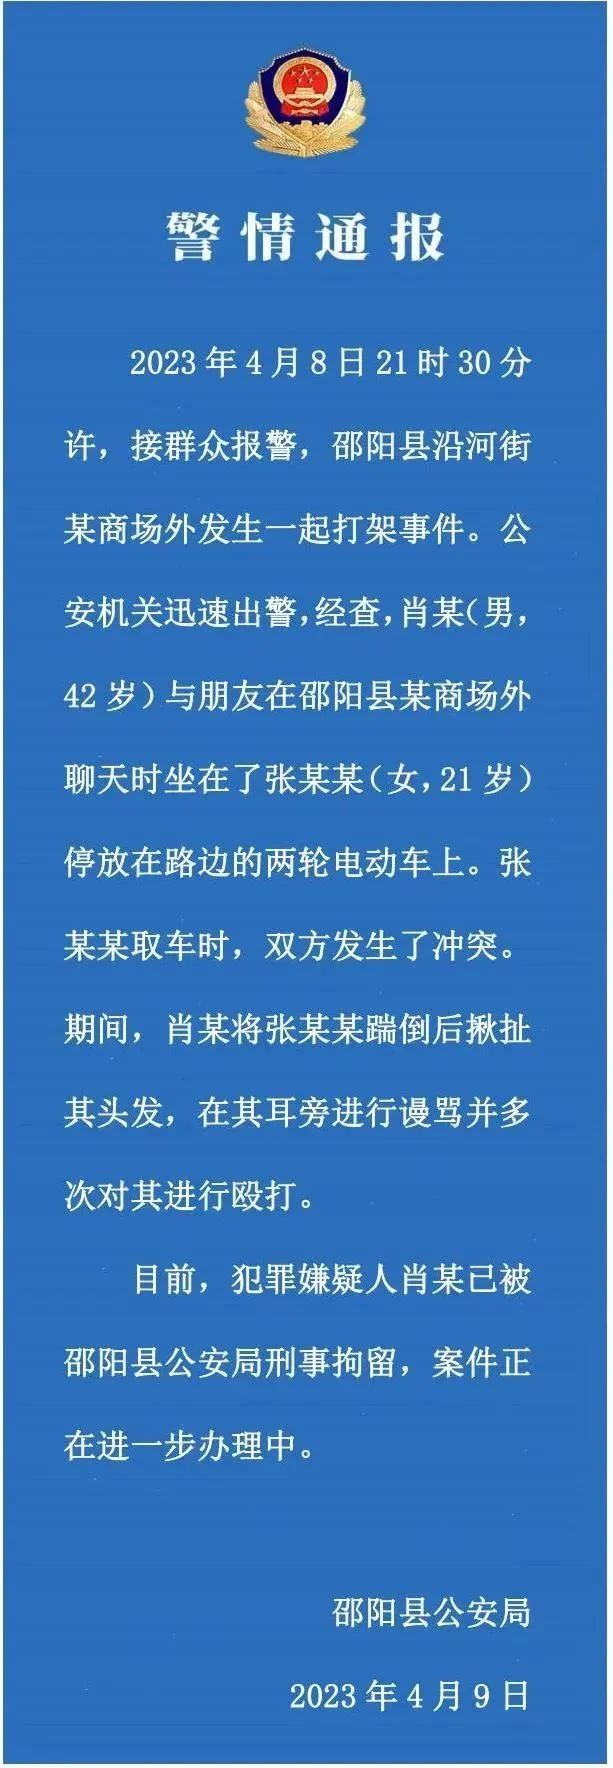 警情通报
2023年4月8日21时30分
许，接群众报警，邵阳县沿河街
某商场外发生一起打架事件。公
安机关迅速出警，经查，肖某（男，
42岁）与朋友在邵阳县某商场外
聊天时坐在了张某某（女，21岁）
停放在路边的两轮电动车上。张
某某取车时，双方发生了冲突。
期间，肖某将张某某踹倒后揪扯
其头发，在其耳旁进行谩骂并多
次对其进行殴打。
目前，犯罪嫌疑人肖某已被
邵阳县公安局刑事拘留，案件正
在进一步办理中。
邵阳县公安局
2023年4月9日